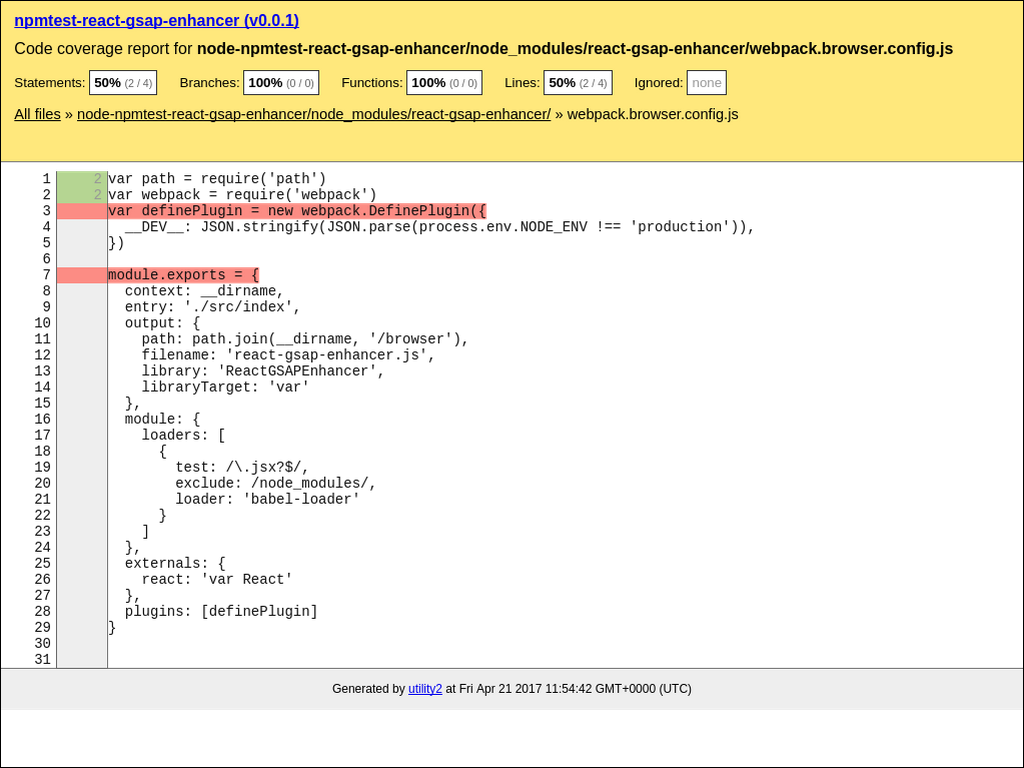 npmtest-react-gsap-enhancer (v0.0.1)
Code coverage report for node-npmtest-react-gsap-enhancer/node_modules/react-gsap-enhancer/webpack.browser.config.js
Statements: 50% (2 / 4) Branches: 100% (0 / 0) Functions: 100% (0 / 0) Lines: 50% (2 / 4) Ignored: none
All files » node-npmtest-react-gsap-enhancer/node_modules/react-gsap-enhancer/ » webpack.browser.config.js
1 2 var path = require('path')
2 2 var webpack = require('webpack')
3 var definePlugin = new webpack.DefinePlugin({
4   __DEV__: JSON.stringify(JSON.parse(process.env.NODE_ENV !== 'production')),
5 })
6
7 module.exports = {
8   context: __dirname,
9   entry: './src/index',
10   output: {
11     path: path.join(__dirname, '/browser'),
12     filename: 'react-gsap-enhancer.js',
13     library: 'ReactGSAPEnhancer',
14     libraryTarget: 'var'
15   },
16   module: {
17     loaders: [
18       {
19         test: /\.jsx?$/,
20         exclude: /node_modules/,
21         loader: 'babel-loader'
22       }
23     ]
24   },
25   externals: {
26     react: 'var React'
27   },
28   plugins: [definePlugin]
29 }
30
31
Generated by utility2 at Fri Apr 21 2017 11:54:42 GMT+0000 (UTC)